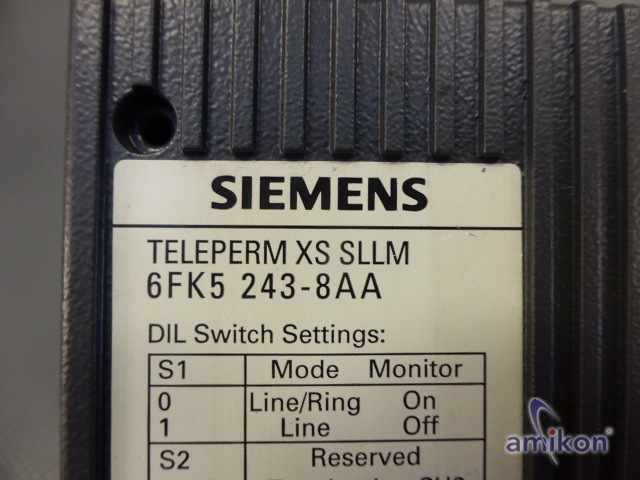 SIEMENS
TELEPERM XS SLLM
6FK5 243-8AA
DIL Switch Settings:
S1 Mode Monitor
0 Line/Ring On
1 Line Off
S2 Reserved
amikon